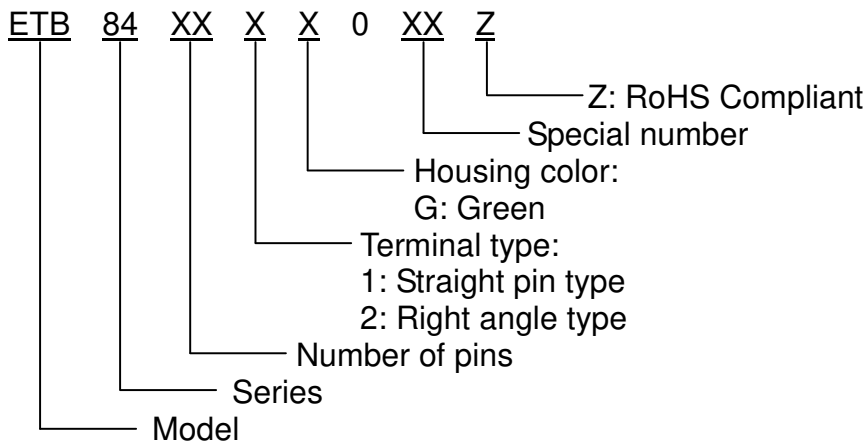 ETB 84 XX X X 0 XX Z
Z: RoHS Compliant
Special number
Housing color:
G: Green
Terminal type:
1: Straight pin type
2: Right angle type
Number of pins
Series
Model